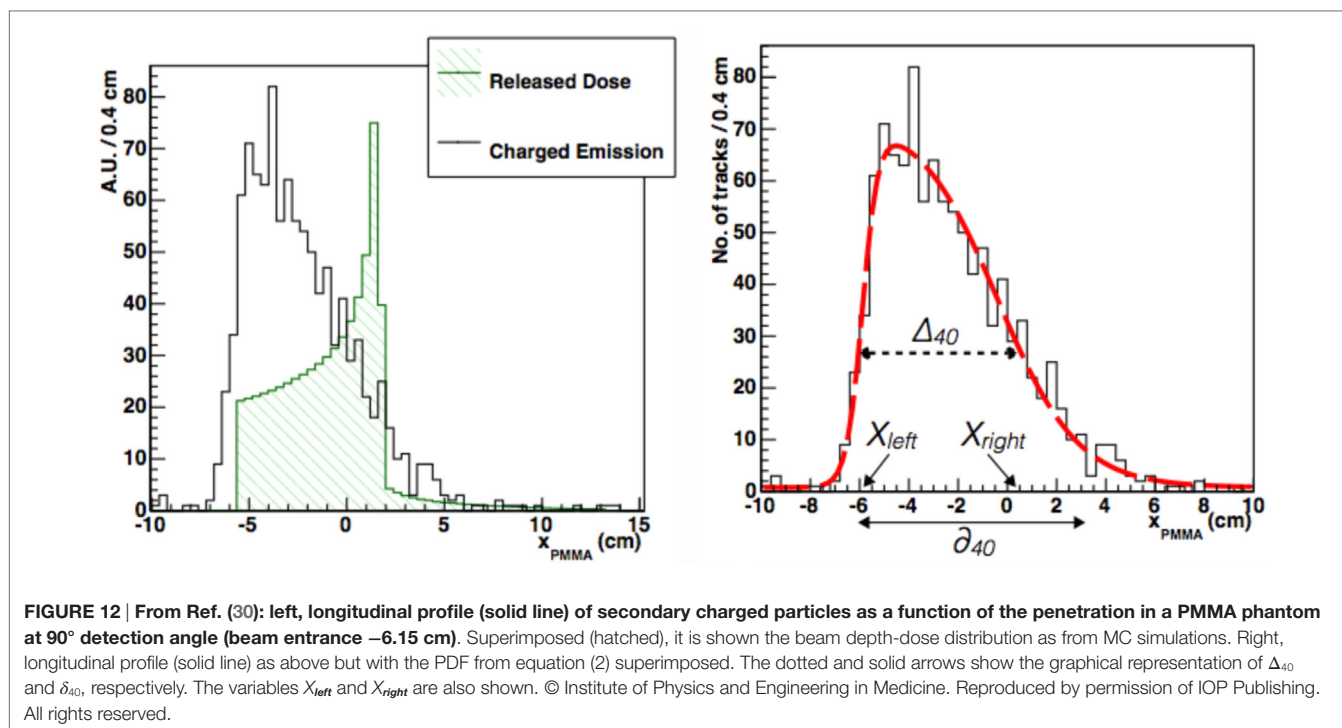 Released Dose
Charged Emission
A.U. / 0.4 cm
80
70
60
50
40
30
20
10
0
-10 -5 0 5 10 15
x PMMA (cm)
No. of tracks / 0.4 cm
80
70
60
50
40
30
20
10
0
Δ40
Xleft Xright
-10 -8 -6 -4 -2 0 2 4 6 8 10
x PMMA (cm)
∂40
FIGURE 12 | From Ref. (30): left, longitudinal profile (solid line) of secondary charged particles as a function of the penetration in a PMMA phantom
at 90° detection angle (beam entrance −6.15 cm). Superimposed (hatched), it is shown the beam depth-dose distribution as from MC simulations. Right,
longitudinal profile (solid line) as above but with the PDF from equation (2) superimposed. The dotted and solid arrows show the graphical representation of Δ40
and δ40, respectively. The variables Xleft and Xright are also shown. © Institute of Physics and Engineering in Medicine. Reproduced by permission of IOP Publishing.
All rights reserved.